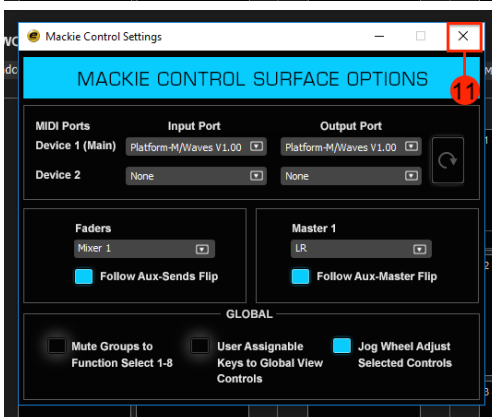 Mackie Control Settings
11
MACKIE CONTROL SURFACE OPTIONS
MIDI Ports
Input Port
Output Port
Device 1 (Main)
Platform-M/Waves V1.00
Platform-M/Waves V1.00
Device 2
None
None
Faders
Mixer 1
Follow Aux-Sends Flip
Master 1
LR
Follow Aux-Master Flip
GLOBAL
Mute Groups to
Function Select 1-8
User Assignable
Keys to Global View
Controls
Jog Wheel Adjust
Selected Controls